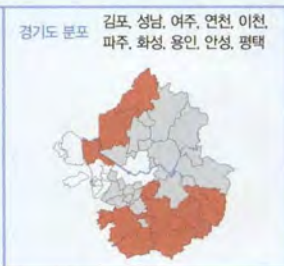 경기도 분포
김포, 성남, 여주, 연천, 이천,
파주, 화성, 용인, 안성, 평택